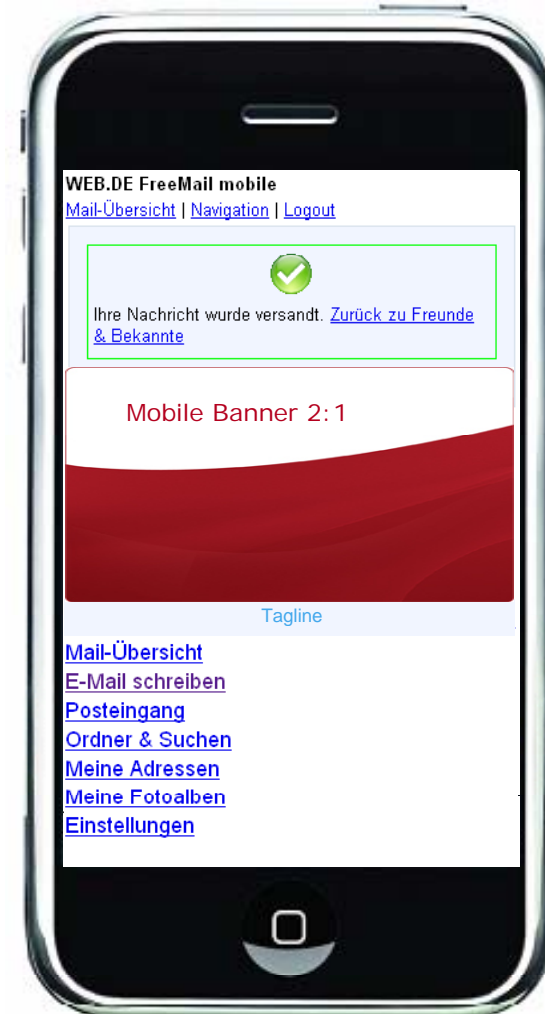 WEB.DE FreeMail mobile
Mail-Übersicht | Navigation | Logout
Ihre Nachricht wurde versandt. Zurück zu Freunde
& Bekannte
Mobile Banner 2:1
Tagline
Mail-Übersicht
E-Mail schreiben
Posteingang
Ordner & Suchen
Meine Adressen
Meine Fotoalben
Einstellungen